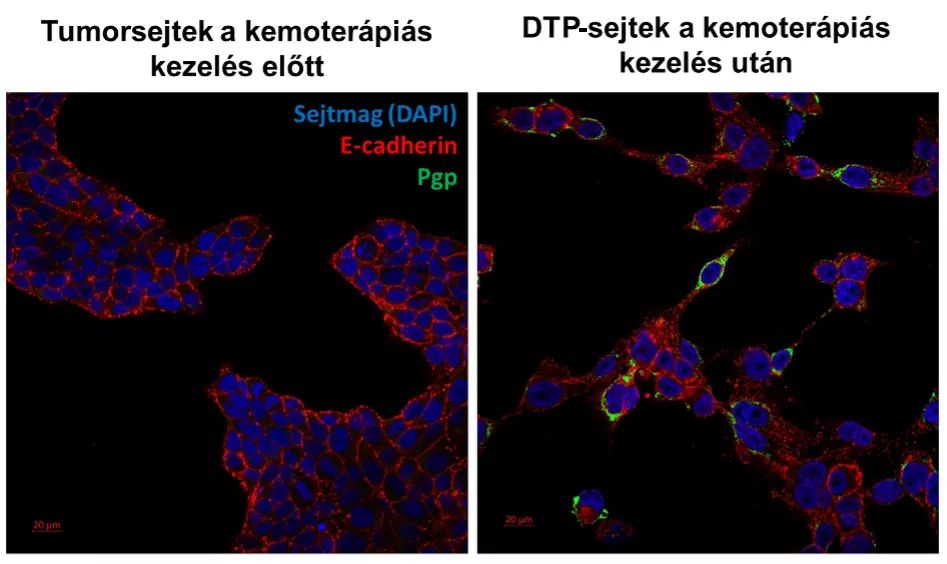 Tumorsejtek a kemoterápiás
kezelés előtt
DTP-sejtek a kemoterápiás
kezelés után
Sejtmag (DAPI)
E-cadherin
Pgp
20 µm
20 µm